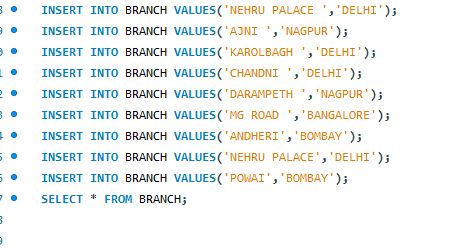 INSERT INTO BRANCH VALUES('NEHRU PALACE ','DELHI');
INSERT INTO BRANCH VALUES('AJNI ','NAGPUR');
INSERT INTO BRANCH VALUES('KAROLBAGH ','DELHI');
INSERT INTO BRANCH VALUES('CHANDNI ','DELHI');
INSERT INTO BRANCH VALUES('DARAMPETH ','NAGPUR');
INSERT INTO BRANCH VALUES('MG ROAD ','BANGALORE');
INSERT INTO BRANCH VALUES('ANDHERI','BOMBAY');
INSERT INTO BRANCH VALUES('NEHRU PALACE','DELHI');
INSERT INTO BRANCH VALUES('POWAI','BOMBAY');
SELECT * FROM BRANCH;